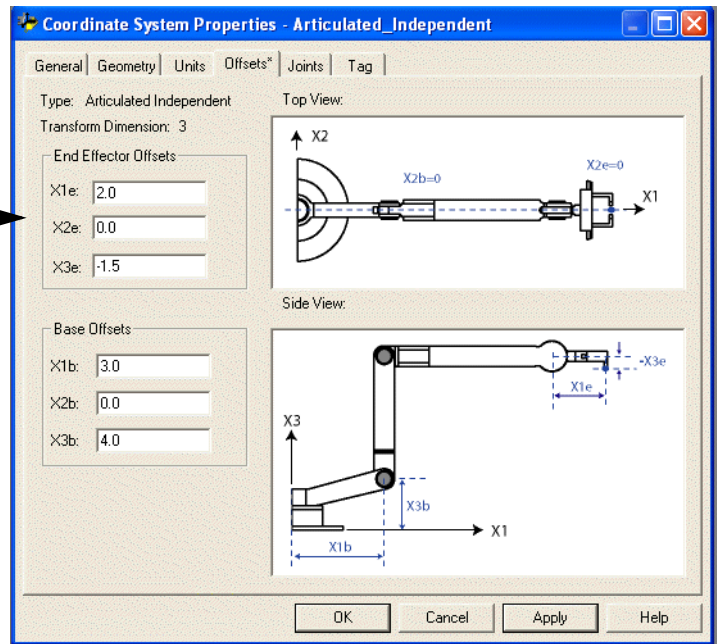 Coordinate System Properties - Articulated_Independent
General Geometry Units Offsets* Joints Tag
Type: Articulated Independent
Transform Dimension: 3
End Effector Offsets
X1e: 2.0
X2e: 0.0
X3e: -1.5
Base Offsets
X1b: 3.0
X2b: 0.0
X3b: 4.0
Top View:
X2
X2b=0
X2e=0
X1
Side View:
-X3e
X1e
X3
X3b
X1
X1b
OK Cancel Apply Help